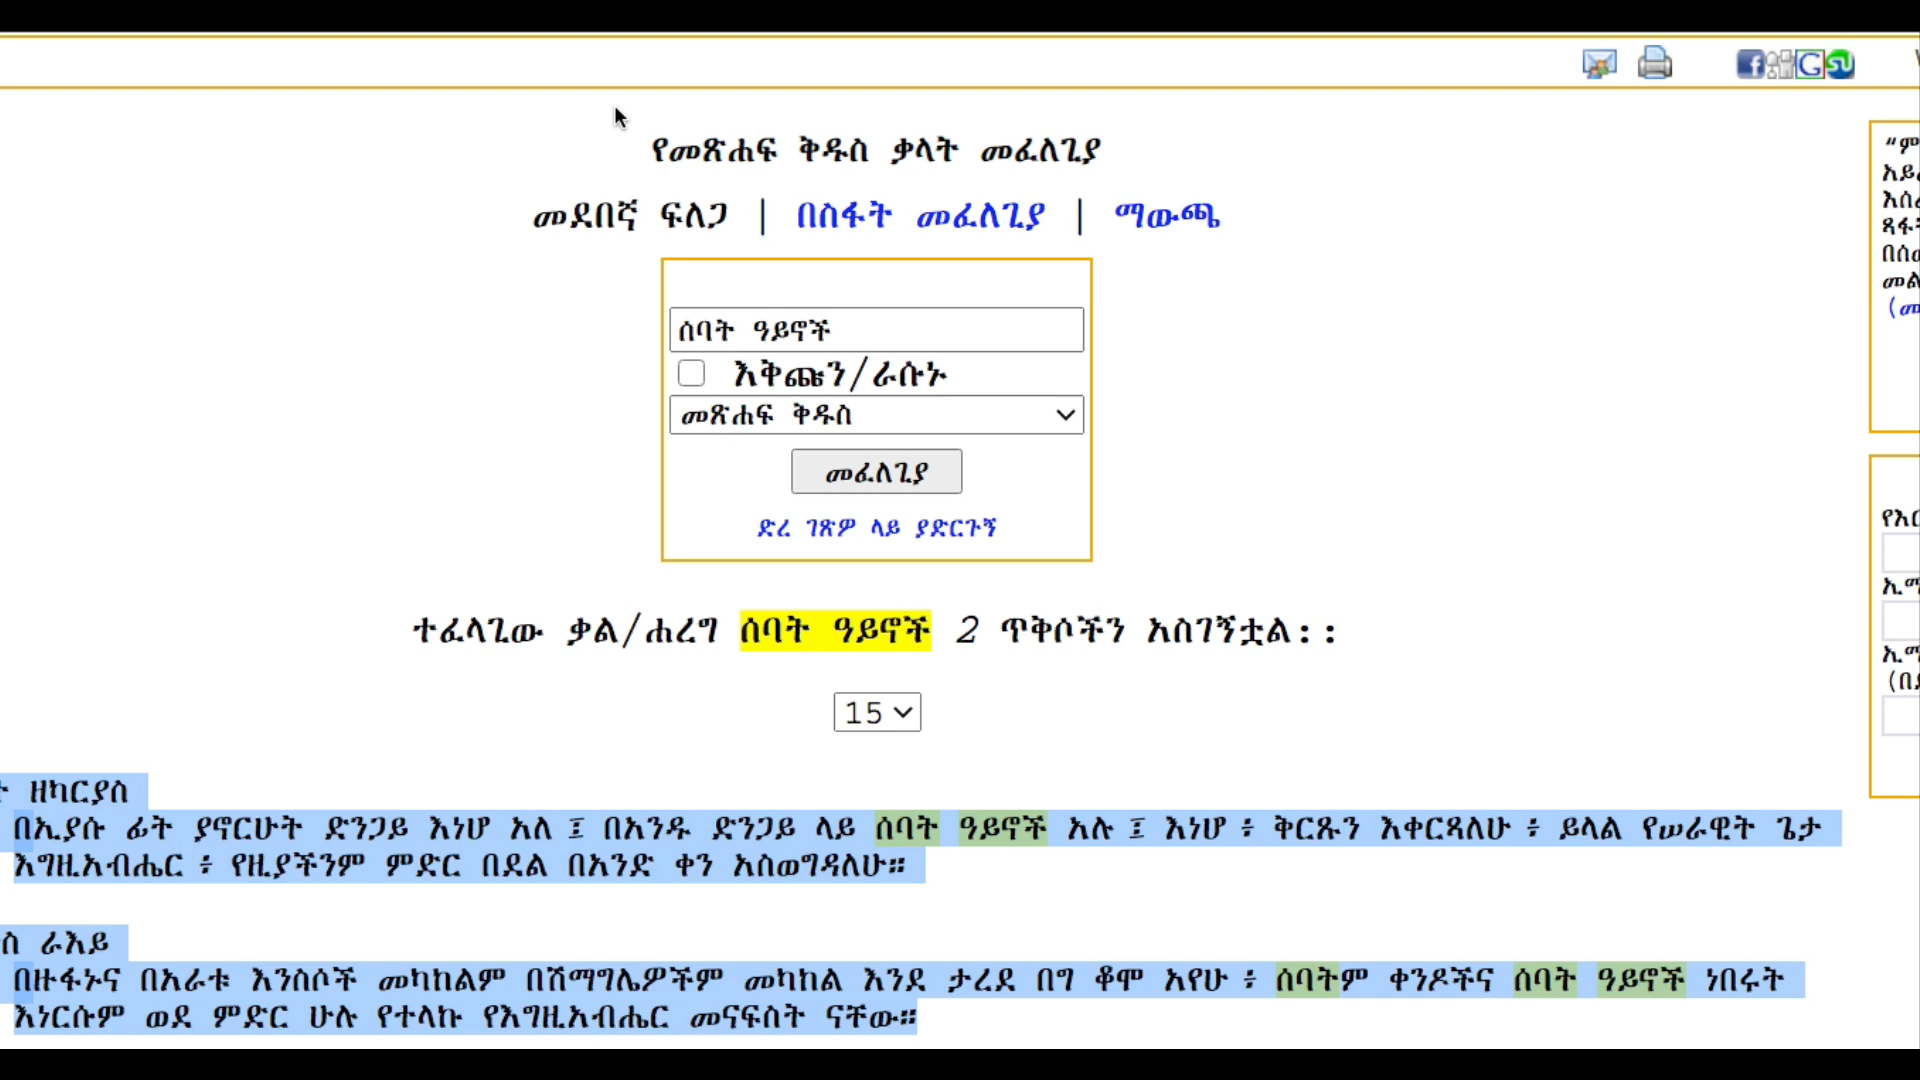 የመጽሐፍ ቅዱስ ቃላት መፈለጊያ
መደበኛ ፍለጋ | በስፋት መፈለጊያ | ማውጫ
ሰባት ዓይኖች
እቅጩን/ራሱኑ
መጽሐፍ ቅዱስ
መፈለጊያ
ድረ ገጽዎ ላይ ያድርጉኝ
ተፈላጊው ቃል/ሐረግ ሰባት ዓይኖች 2 ጥቅሶችን አስገኝቷል፡፡
15
ዘካርያስ
በኢያሱ ፊት ያኖርሁት ድንጋይ እነሆ አለ ፤ በአንዱ ድንጋይ ላይ ሰባት ዓይኖች አሉ ፤ እነሆ ፥ ቅርጹን እቀርጻለሁ ፥ ይላል የሠራዊት ጌታ
እግዚአብሔር ፥ የዚያችንም ምድር በደል በአንድ ቀን አስወግዳለሁ።
ራእይ
በዙፋኑና በአራቱ እንስሶች መካከልም በሽማግሌዎችም መካከል እንደ ታረደ በግ ቆሞ አየሁ ፥ ሰባትም ቀንዶችና ሰባት ዓይኖች ነበሩት
እነርሱም ወደ ምድር ሁሉ የተላኩ የእግዚአብሔር መናፍስት ናቸው።